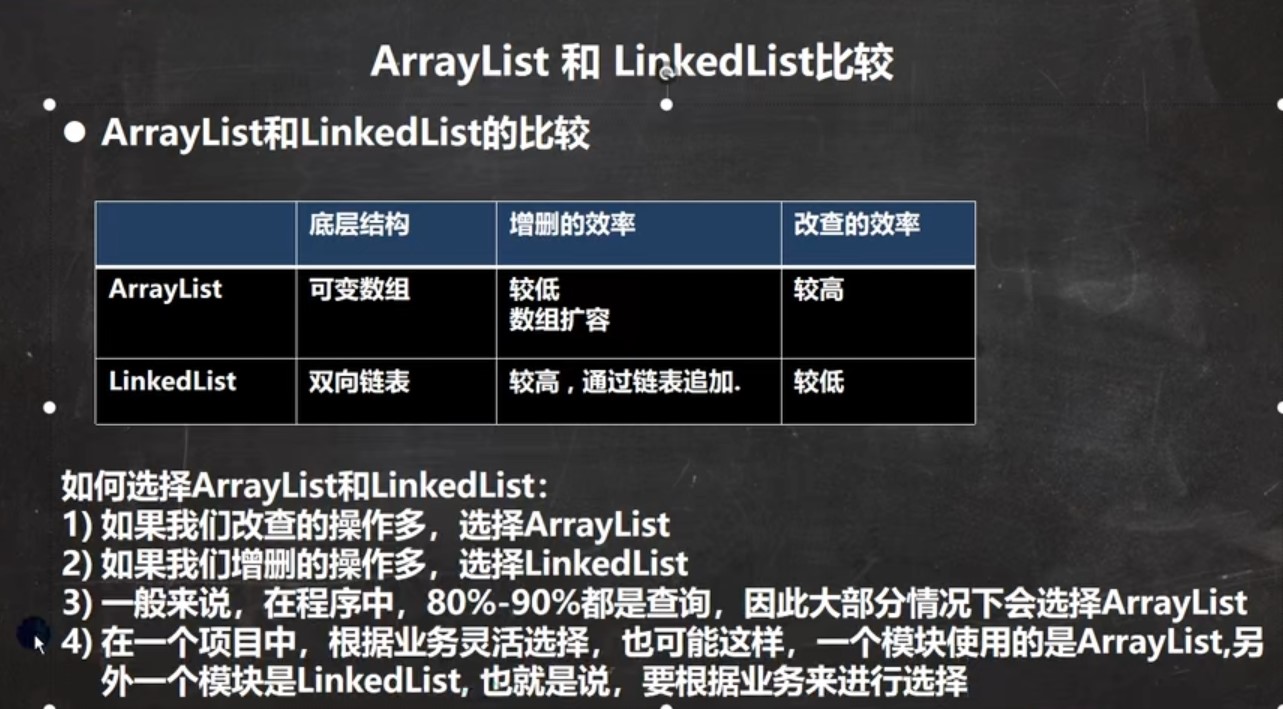 ArrayList 和 LinkedList比较
● ArrayList和LinkedList的比较
底层结构 增删的效率 改查的效率
ArrayList 可变数组 较低 较高
数组扩容
LinkedList 双向链表 较高 , 通过链表追加. 较低
如何选择ArrayList和LinkedList：
1) 如果我们改查的操作多，选择ArrayList
2) 如果我们增删的操作多，选择LinkedList
3) 一般来说，在程序中，80%-90%都是查询，因此大部分情况下会选择ArrayList
4) 在一个项目中，根据业务灵活选择，也可能这样，一个模块使用的是ArrayList,另
外一个模块是LinkedList, 也就是说，要根据业务来进行选择